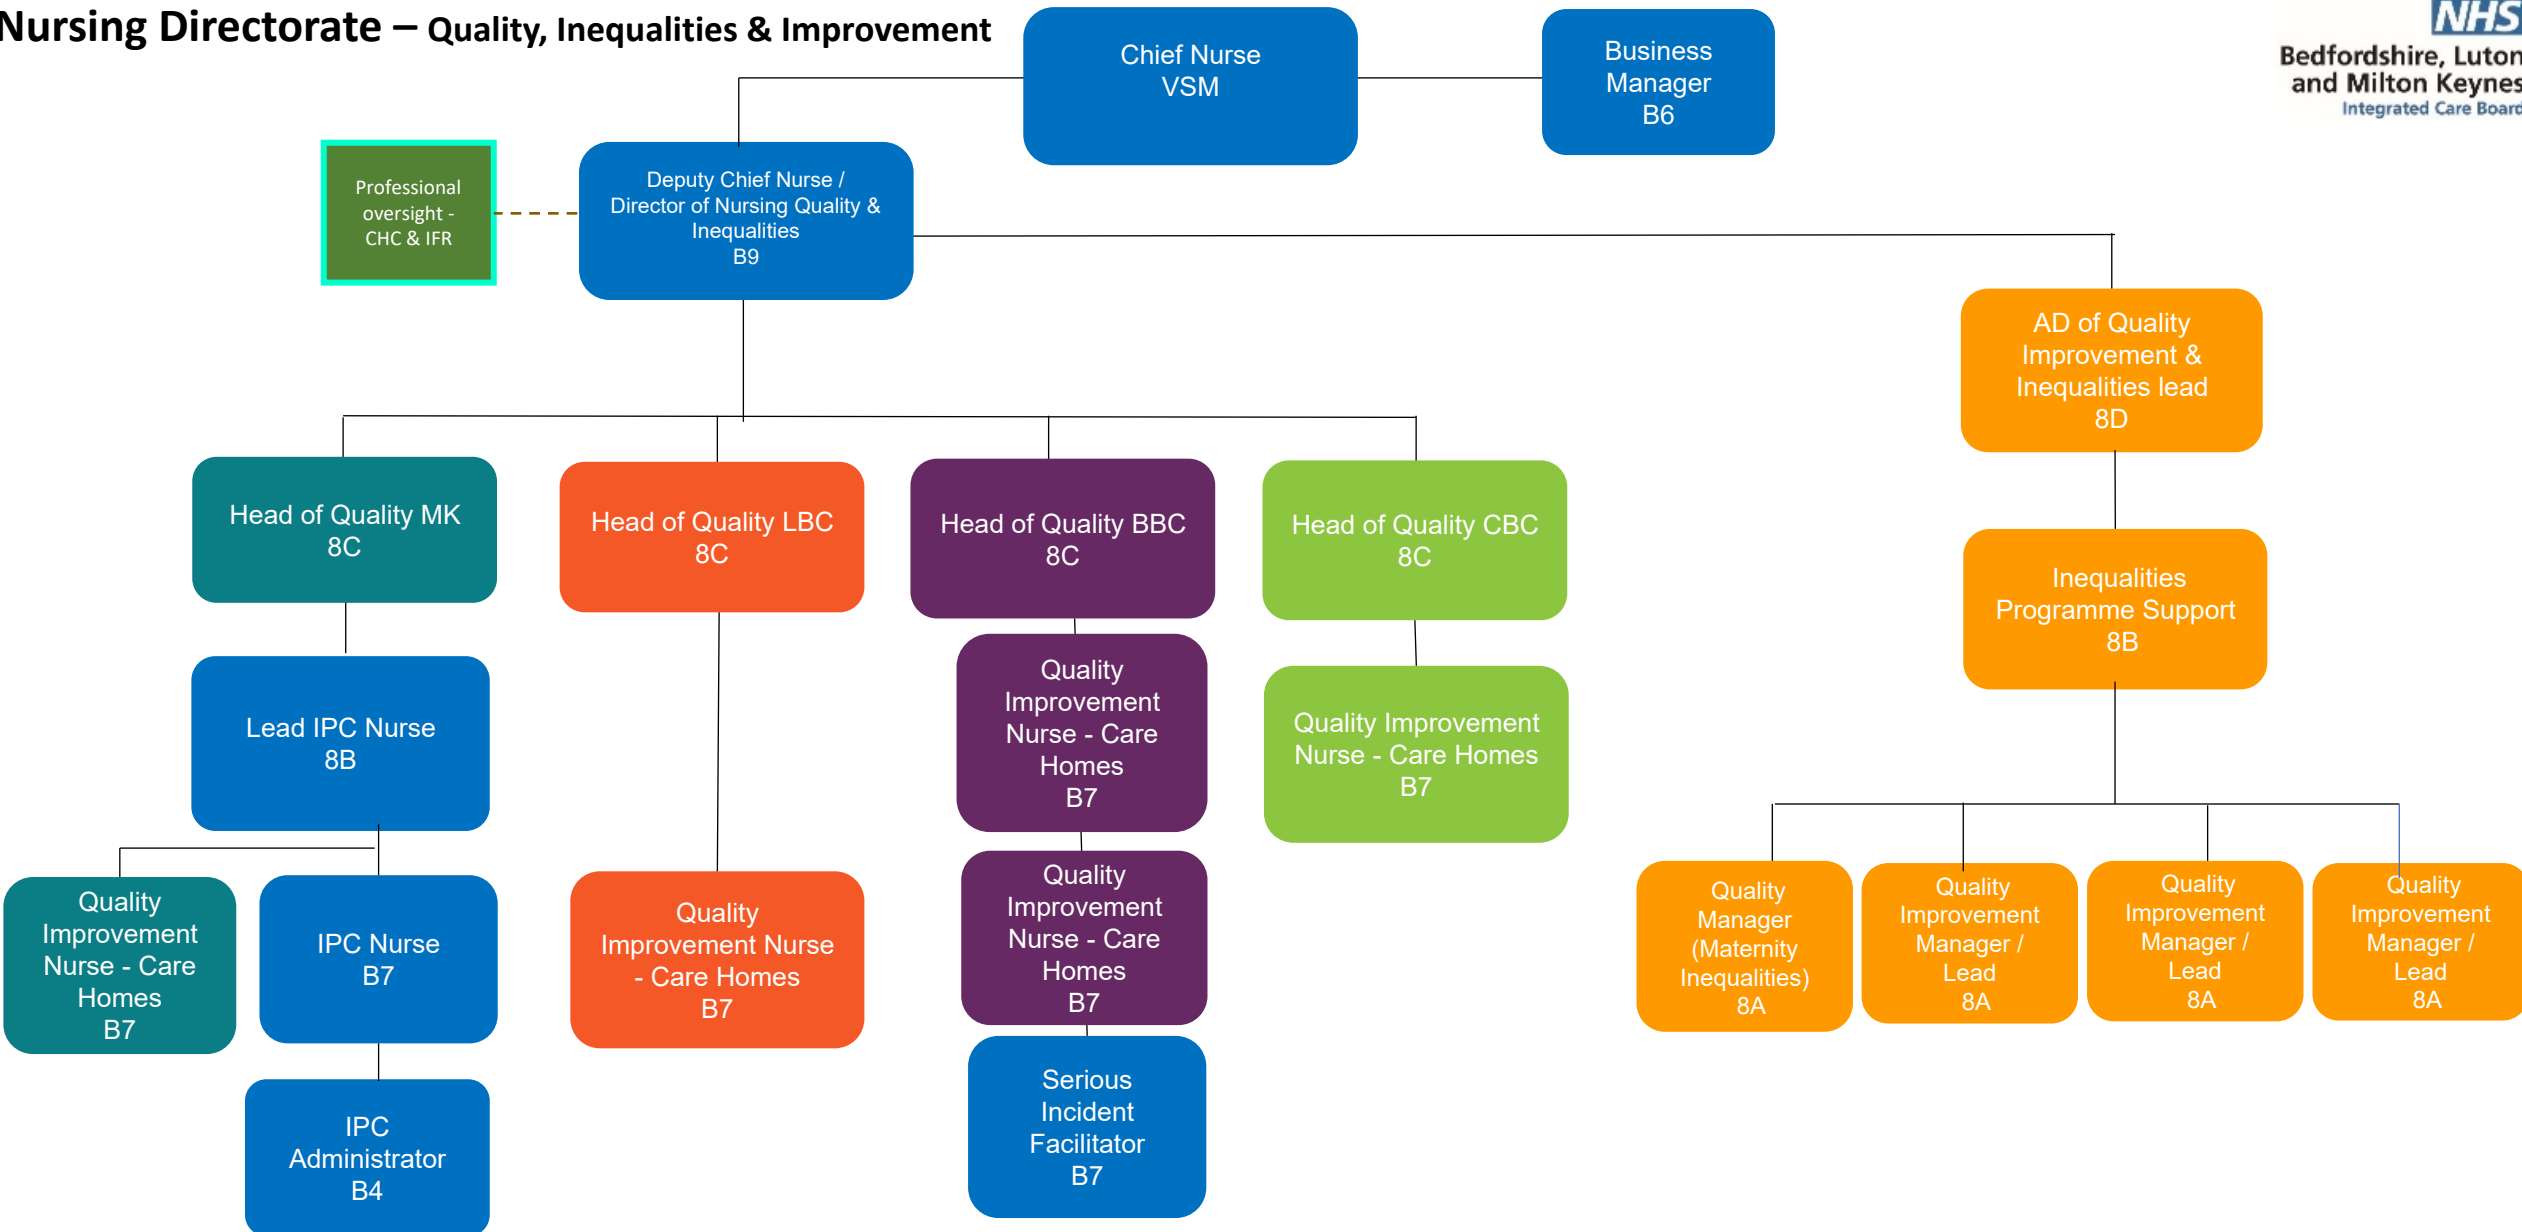 Nursing Directorate – Quality, Inequalities & Improvement
NHS
Bedfordshire, Luton
and Milton Keynes
Integrated Care Board
Chief Nurse
VSM
Business
Manager
B6
Professional
oversight -
CHC & IFR
Deputy Chief Nurse /
Director of Nursing Quality &
Inequalities
B9
AD of Quality
Improvement &
Inequalities lead
8D
Head of Quality MK
8C
Head of Quality LBC
8C
Head of Quality BBC
8C
Head of Quality CBC
8C
Inequalities
Programme Support
8B
Lead IPC Nurse
8B
Quality
Improvement
Nurse - Care
Homes
B7
Quality Improvement
Nurse - Care Homes
B7
Quality
Improvement
Nurse - Care
Homes
B7
IPC Nurse
B7
Quality
Improvement Nurse
- Care Homes
B7
Quality
Improvement
Nurse - Care
Homes
B7
Quality
Manager
(Maternity
Inequalities)
8A
Quality
Improvement
Manager /
Lead
8A
Quality
Improvement
Manager /
Lead
8A
Quality
Improvement
Manager /
Lead
8A
IPC
Administrator
B4
Serious
Incident
Facilitator
B7